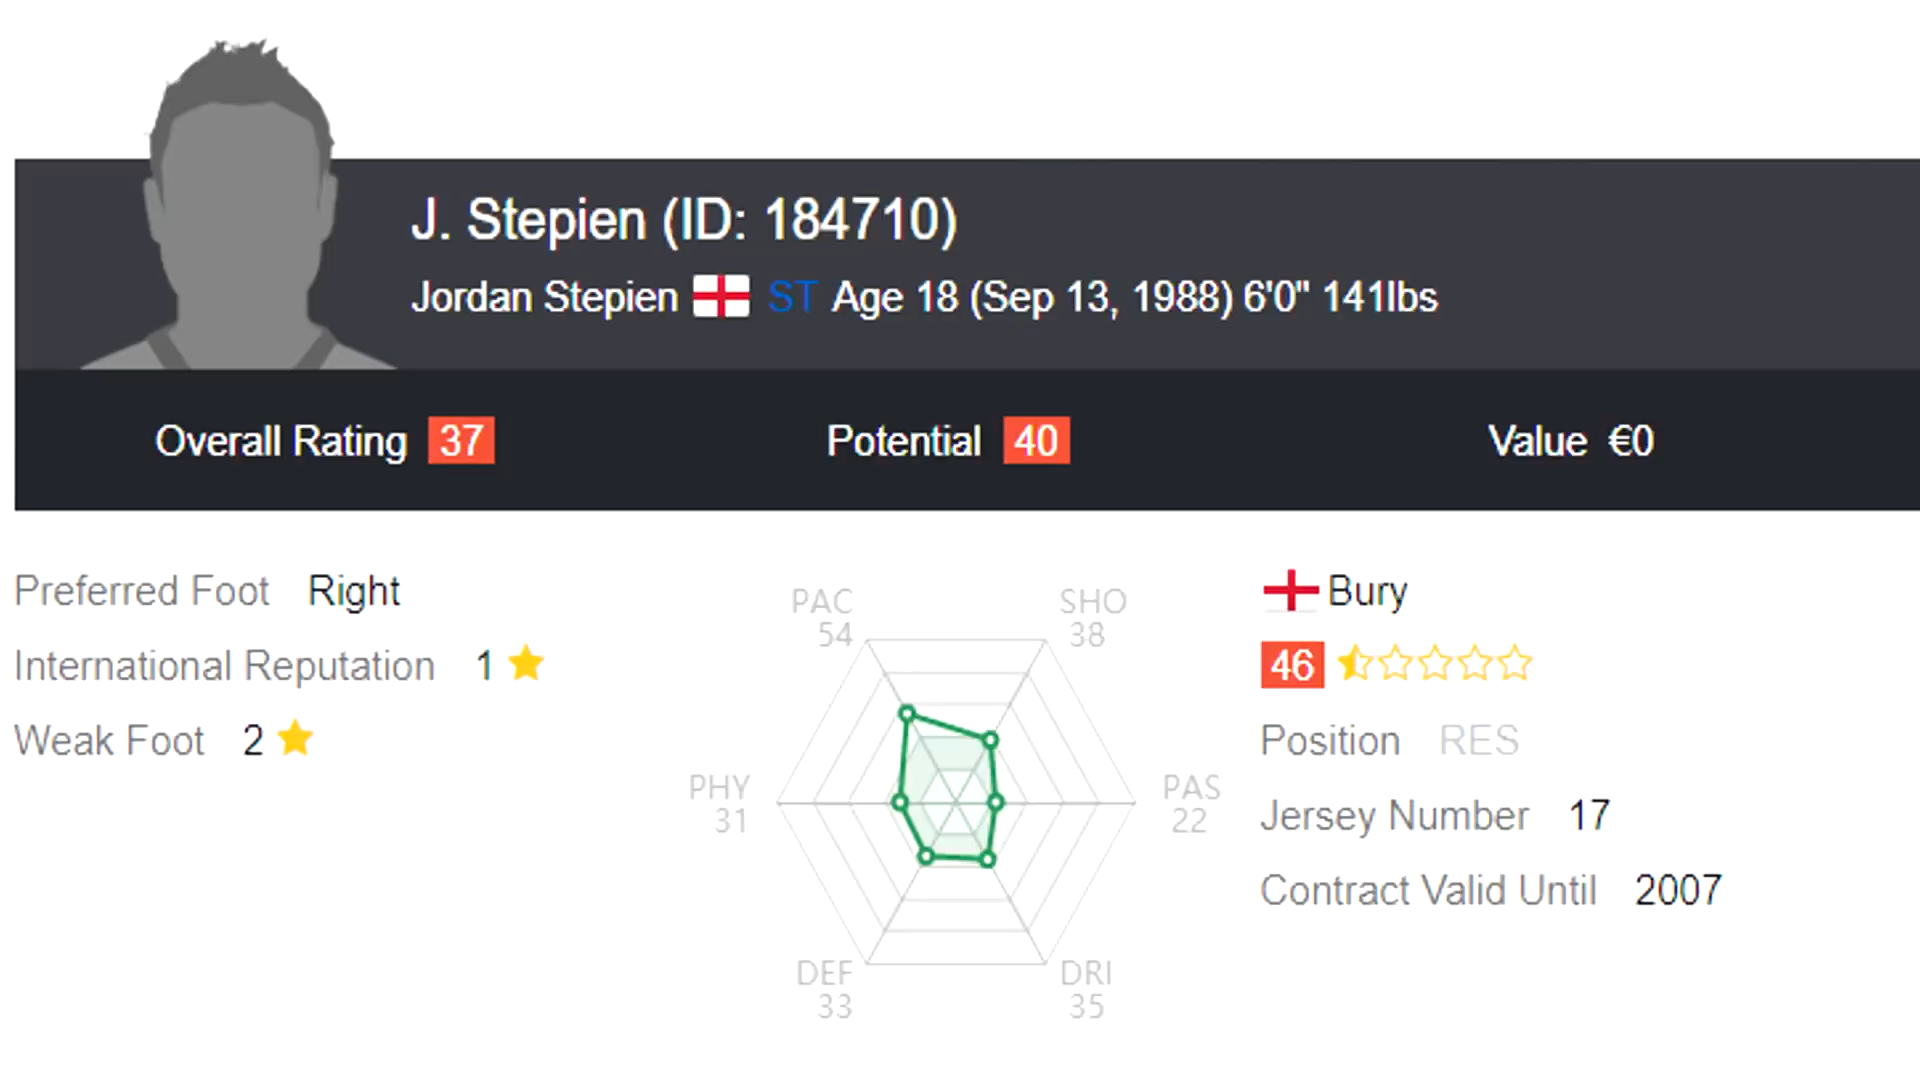 J. Stepien (ID: 184710)
Jordan Stepien ST Age 18 (Sep 13, 1988) 6'0" 141lbs
Overall Rating 37
Potential 40
Value €0
Preferred Foot Right
International Reputation 1
Weak Foot 2
PAC
54
SHO
38
PHY
31
PAS
22
DEF
33
DRI
35
Bury
46
Position RES
Jersey Number 17
Contract Valid Until 2007